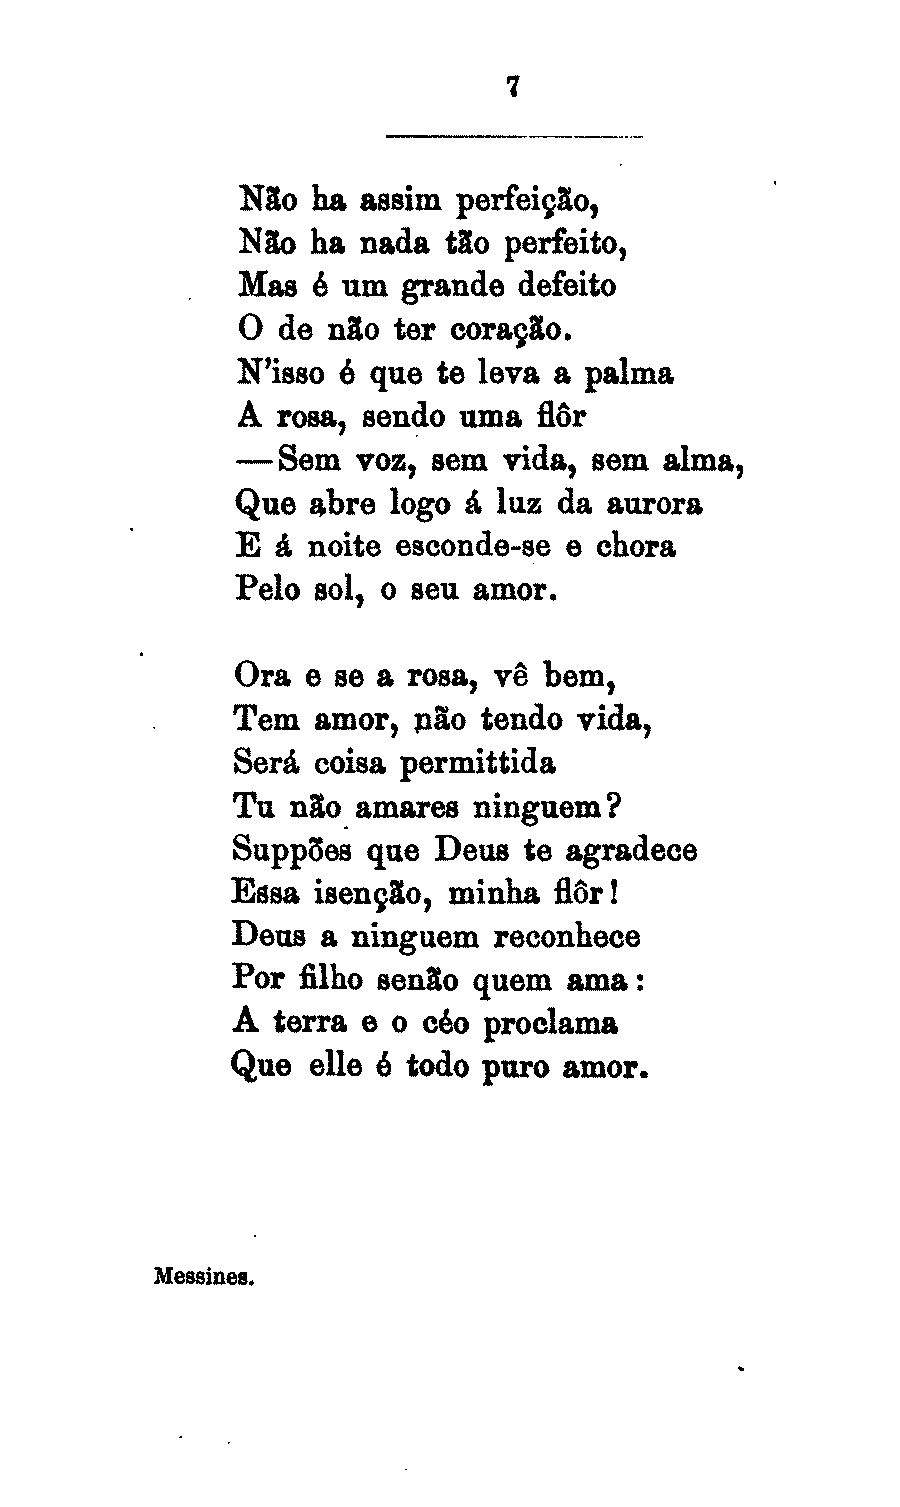 7
Não ha assim perfeição,
Não ha nada tão perfeito,
Mas é um grande defeito
O de não ter coração.
N'isso é que te leva a palma
A rosa, sendo uma flôr
—Sem voz, sem vida, sem alma,
Que abre logo á luz da aurora
E á noite esconde-se e chora
Pelo sol, o seu amor.
Ora e se a rosa, vê bem,
Tem amor, não tendo vida,
Será coisa permittida
Tu não amares ninguem?
Suppões que Deus te agradece
Essa isenção, minha flôr!
Deus a ninguem reconhece
Por filho senão quem ama:
A terra e o céo proclama
Que elle é todo puro amor.
Messines.